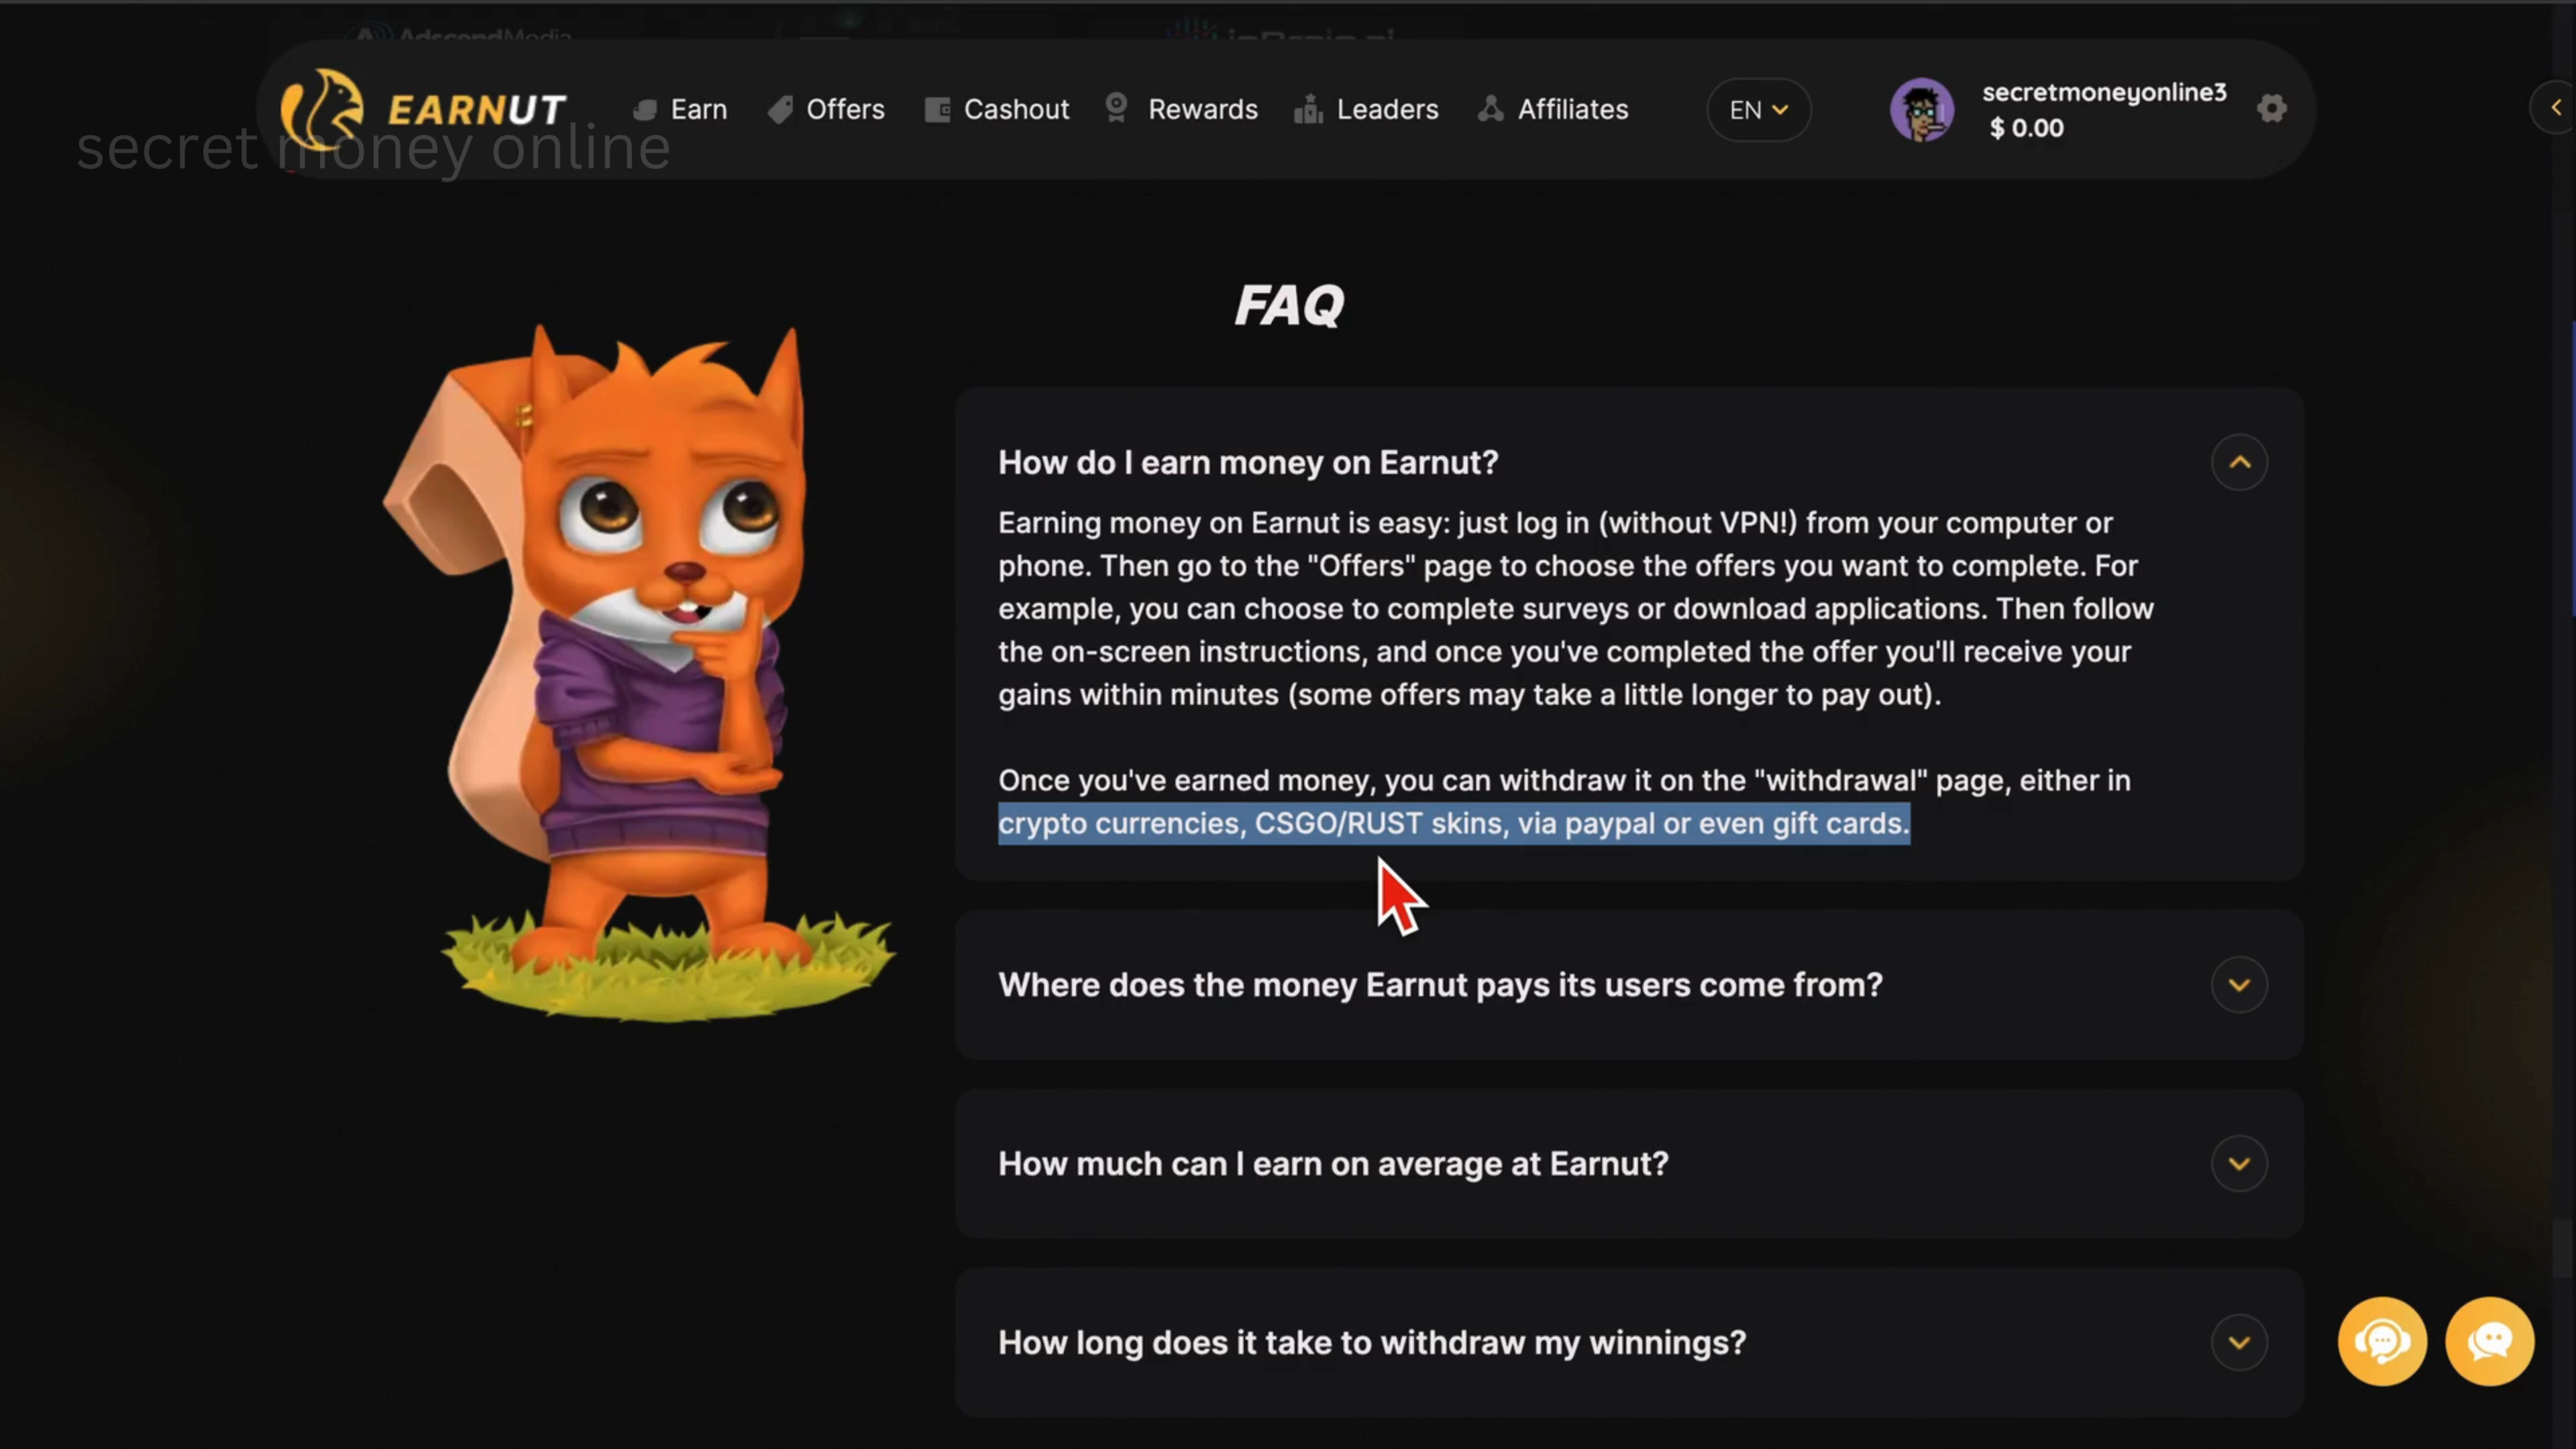 AdscendMedia
EARNUT
Earn
Offers
Cashout
Rewards
Leaders
Affiliates
EN
secretmoneyonline3
$ 0.00
secret money online
FAQ
How do I earn money on Earnut?
Earning money on Earnut is easy: just log in (without VPN!) from your computer or
phone. Then go to the "Offers" page to choose the offers you want to complete. For
example, you can choose to complete surveys or download applications. Then follow
the on-screen instructions, and once you've completed the offer you'll receive your
gains within minutes (some offers may take a little longer to pay out).
Once you've earned money, you can withdraw it on the "withdrawal" page, either in
crypto currencies, CSGO/RUST skins, via paypal or even gift cards.
Where does the money Earnut pays its users come from?
How much can I earn on average at Earnut?
How long does it take to withdraw my winnings?